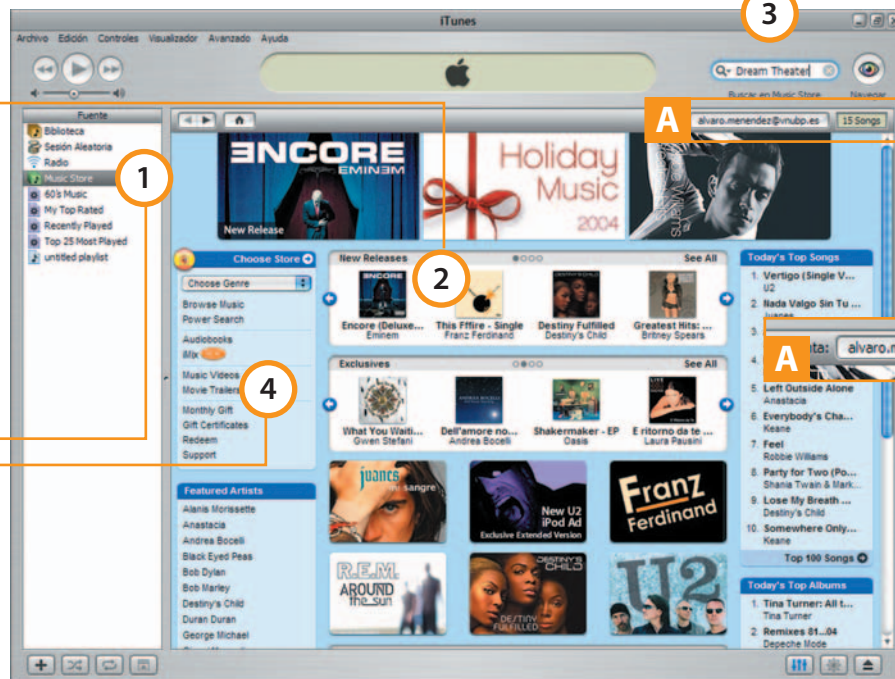 iTunes
3
Archivo Edición Controles Visualizador Avanzado Ayuda
Dream Theater
Buscar en Music Store
Navegar
Fuente
Biblioteca
Sesión Aleatoria
Radio
Music Store
60's Music
My Top Rated
Recently Played
Top 25 Most Played
untitled playlist
1
A
alvaro.menendez@vnubp.es
15 Songs
ENCORE
EMINEM
New Release
Holiday
Music
2004
Williams
Choose Store
Choose Genre
Browse Music
Power Search
Audiobooks
iMix
Music Videos
Movie Trailers
Monthly Gift
Gift Certificates
Redeem
Support
4
Featured Artists
Alanis Morissette
Anastacia
Andrea Bocelli
Black Eyed Peas
Bob Dylan
Bob Marley
Destiny's Child
Duran Duran
George Michael
New Releases
See All
2
Encore (Deluxe...
Eminem
This Fffire - Single
Franz Ferdinand
Destiny Fulfilled
Destiny's Child
Greatest Hits: ...
Britney Spears
Exclusives
See All
What You Waiti...
Gwen Stefani
Dell'amore no...
Andrea Bocelli
Shakermaker - EP
Oasis
E ritorno da te ...
Laura Pausini
juanes
sangre
New U2
iPod Ad
Exclusive Extended Version
Franz
Ferdinand
R.E.M.
AROUND
the sun
DESTINY'S
CHILD
DESTINY
FULFILLED
U2
Today's Top Songs
1. Vertigo (Single V...
U2
2. Nada Valgo Sin Tu ...
Juanes
3.
A
nta: alvaro.m
4.
5. Left Outside Alone
Anastacia
6. Everybody's Cha...
Keane
7. Feel
Robbie Williams
8. Party for Two (Po...
Shania Twain & Mark...
9. Lose My Breath ...
Destiny's Child
10. Somewhere Only...
Keane
Top 100 Songs
Today's Top Albums
1. Tina Turner: All t...
Tina Turner
2. Remixes 81...04
Depeche Mode